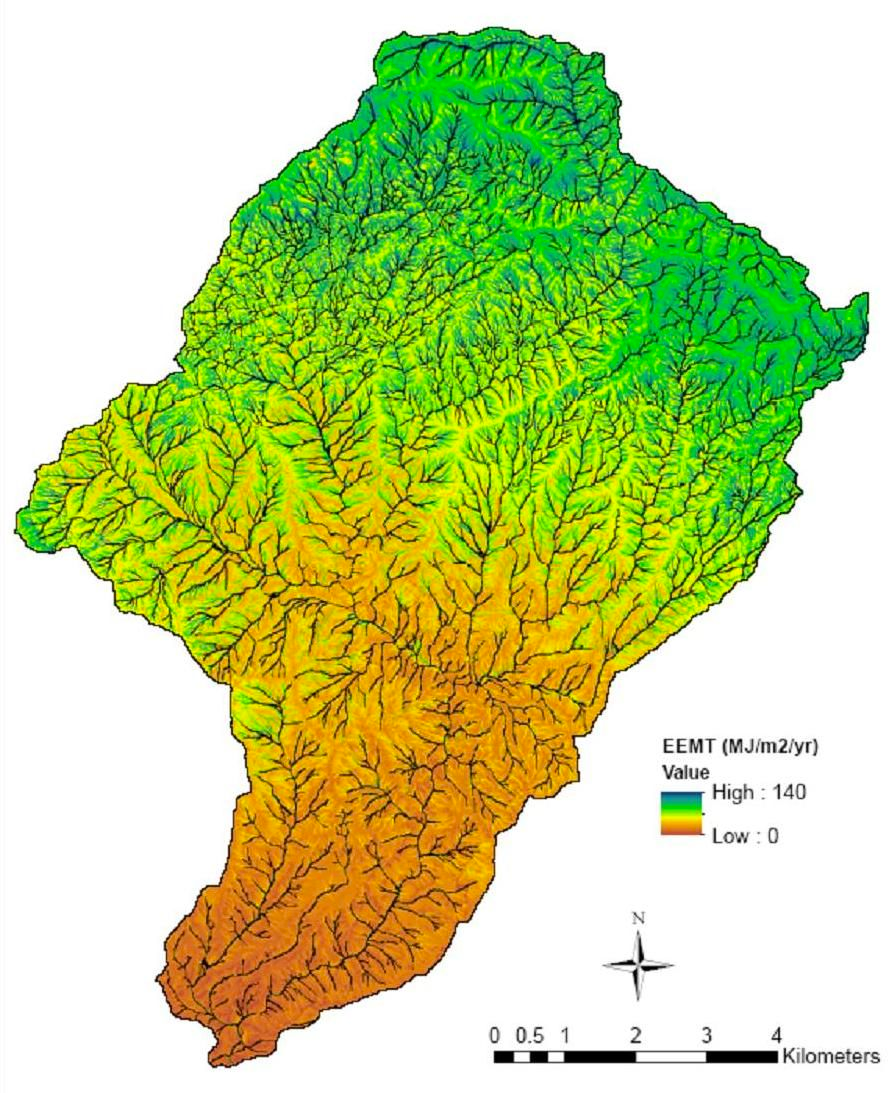 EEMT (MJ/m2/yr)
Value
High : 140
Low : 0
N
0 0.5 1 2 3 4
Kilometers